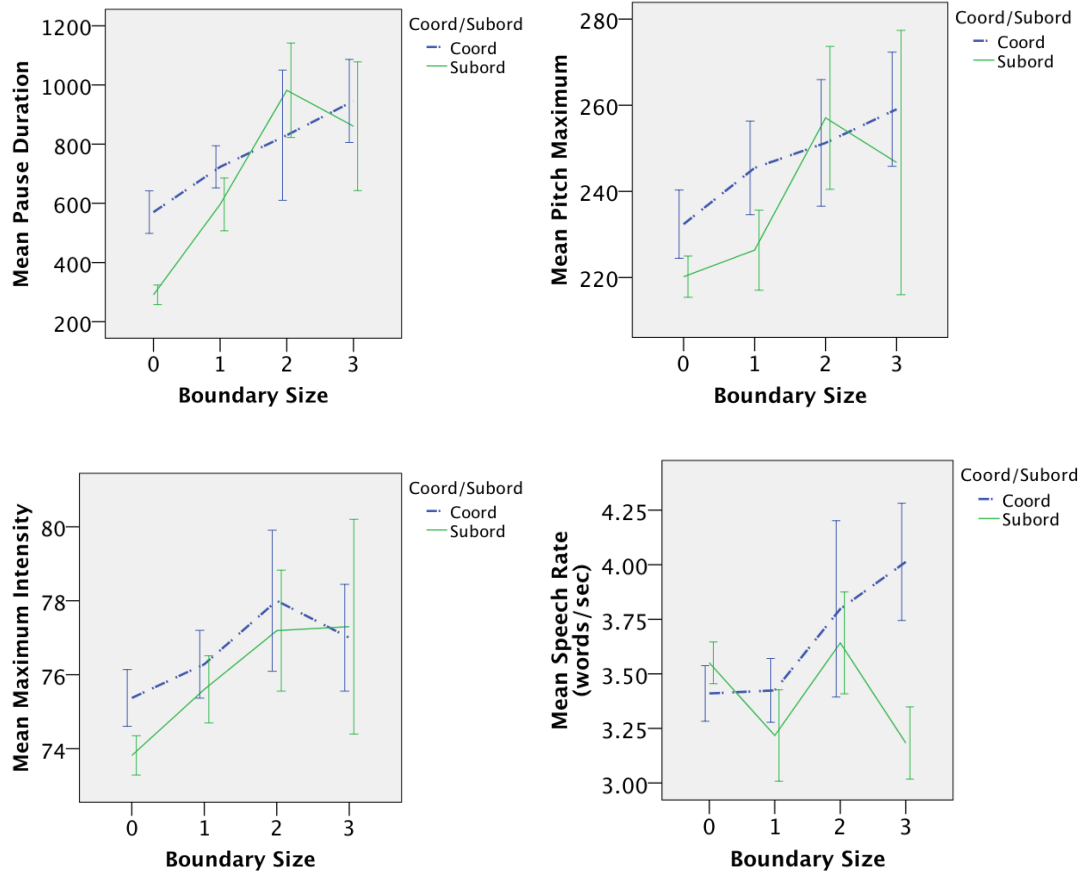 Mean Pause Duration
1200
1000
800
600
400
200
0 1 2 3
Boundary Size
Coord/Subord
Coord
Subord
Mean Pitch Maximum
280
260
240
220
0 1 2 3
Boundary Size
Coord/Subord
Coord
Subord
Mean Maximum Intensity
80
78
76
74
0 1 2 3
Boundary Size
Coord/Subord
Coord
Subord
Mean Speech Rate
(words/sec)
4.25
4.00
3.75
3.50
3.25
3.00
0 1 2 3
Boundary Size
Coord/Subord
Coord
Subord